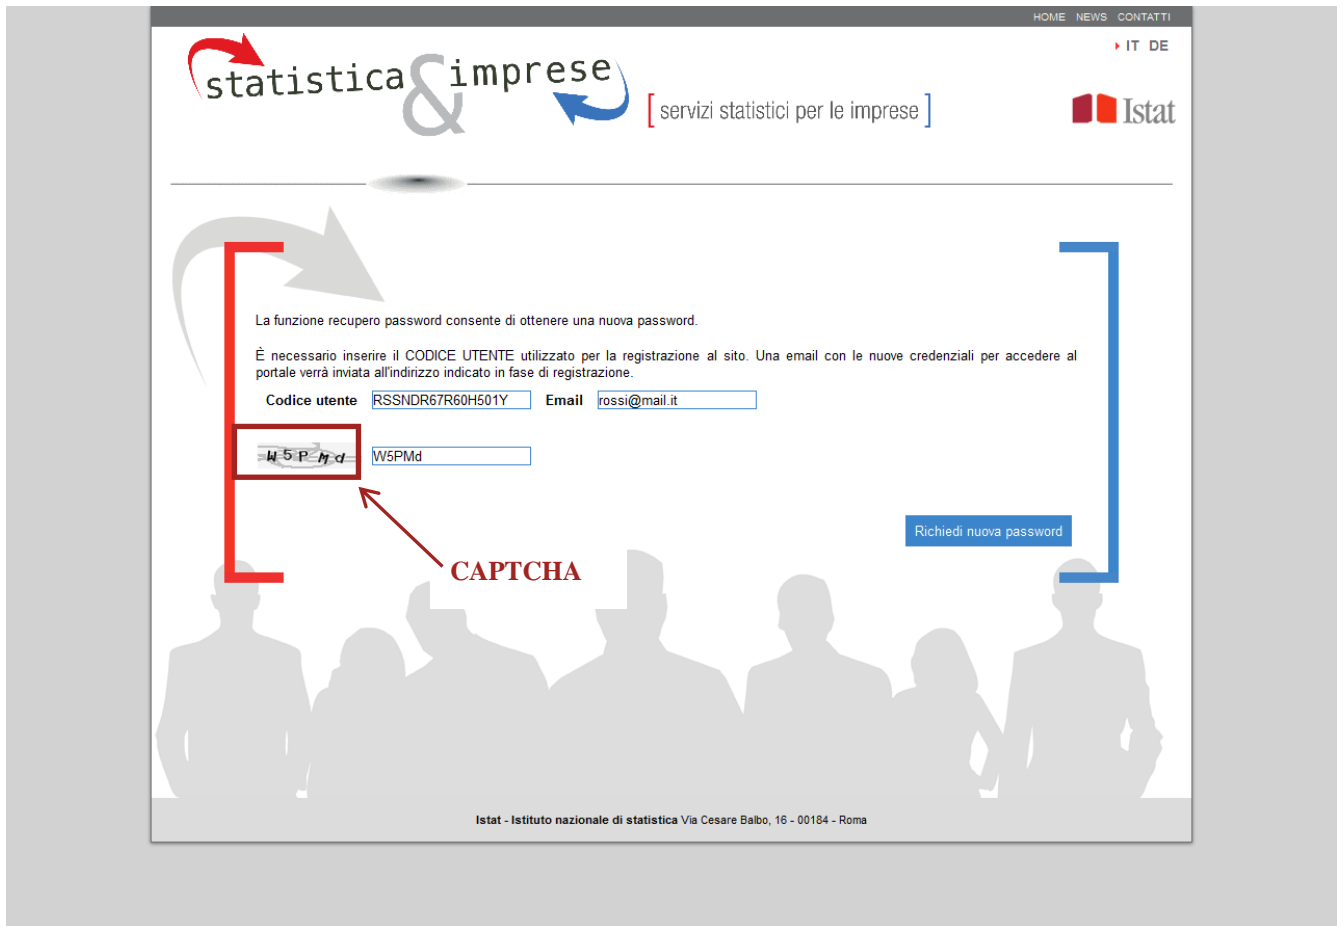 HOME NEWS CONTATTI
IT DE
statistica & imprese
[ servizi statistici per le imprese ]
Istat
La funzione recupero password consente di ottenere una nuova password.
È necessario inserire il CODICE UTENTE utilizzato per la registrazione al sito. Una email con le nuove credenziali per accedere al
portale verrà inviata all'indirizzo indicato in fase di registrazione.
Codice utente RSSNDR67R60H501Y Email rossi@mail.it
W5PMd W5PMd
Richiedi nuova password
CAPTCHA
Istat - Istituto nazionale di statistica Via Cesare Balbo, 16 - 00184 - Roma